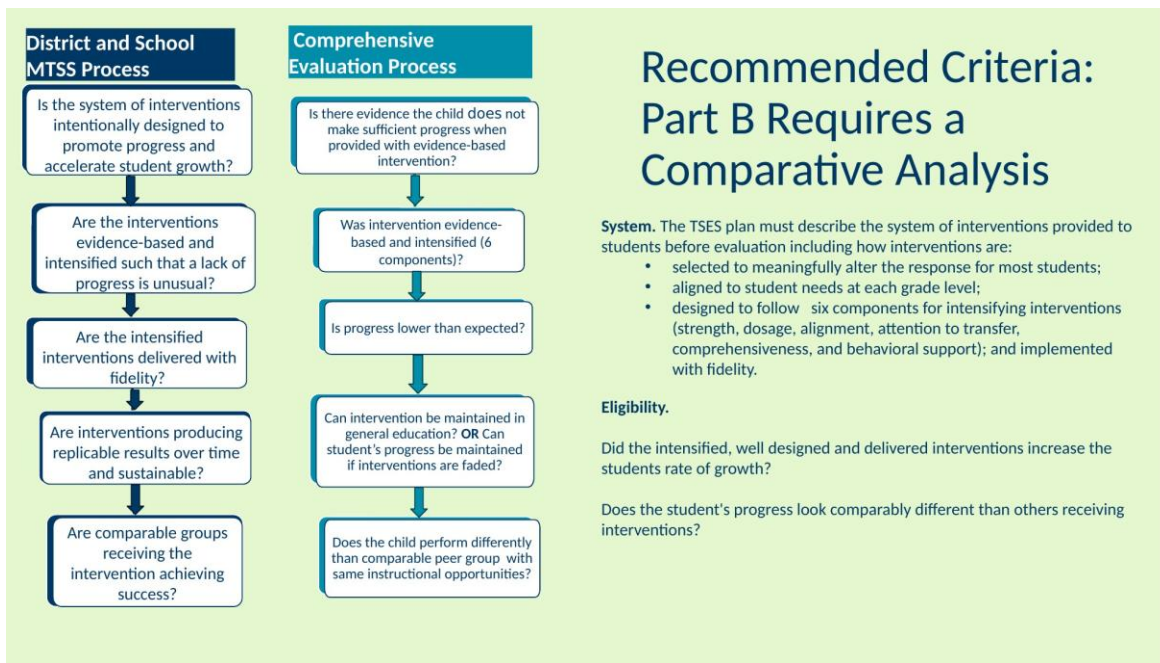 District and School
MTSS Process
Is the system of interventions
intentionally designed to
promote progress and
accelerate student growth?
Are the interventions
evidence-based and
intensified such that a lack of
progress is unusual?
Are the intensified
interventions delivered with
fidelity?
Are interventions producing
replicable results over time
and sustainable?
Are comparable groups
receiving the
intervention achieving
success?
Comprehensive
Evaluation Process
Is there evidence the child does not
make sufficient progress when
provided with evidence-based
intervention?
Was intervention evidence-
based and intensified (6
components)?
Is progress lower than expected?
Can intervention be maintained in
general education? OR Can
student's progress be maintained
if interventions are faded?
Does the child perform differently
than comparable peer group with
same instructional opportunities?
Recommended Criteria:
Part B Requires a
Comparative Analysis
System. The TSES plan must describe the system of interventions provided to
students before evaluation including how interventions are:
• selected to meaningfully alter the response for most students;
• aligned to student needs at each grade level;
• designed to follow six components for intensifying interventions
(strength, dosage, alignment, attention to transfer,
comprehensiveness, and behavioral support); and implemented
with fidelity.
Eligibility.
Did the intensified, well designed and delivered interventions increase the
students rate of growth?
Does the student's progress look comparably different than others receiving
interventions?